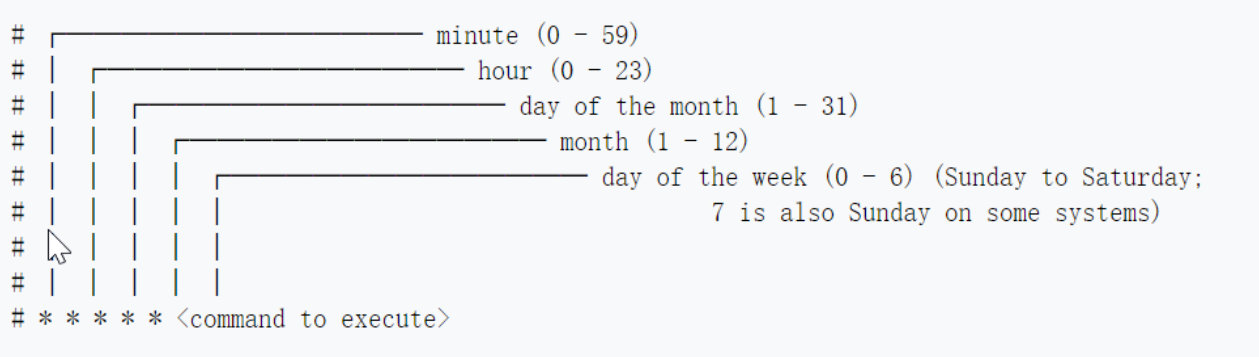 # ┌───────────── minute (0 - 59)
# │ ┌───────────── hour (0 - 23)
# │ │ ┌───────────── day of the month (1 - 31)
# │ │ │ ┌───────────── month (1 - 12)
# │ │ │ │ ┌───────────── day of the week (0 - 6) (Sunday to Saturday;
# │ │ │ │ │ 7 is also Sunday on some systems)
# │ │ │ │ │
# │ │ │ │ │
# * * * * * <command to execute>